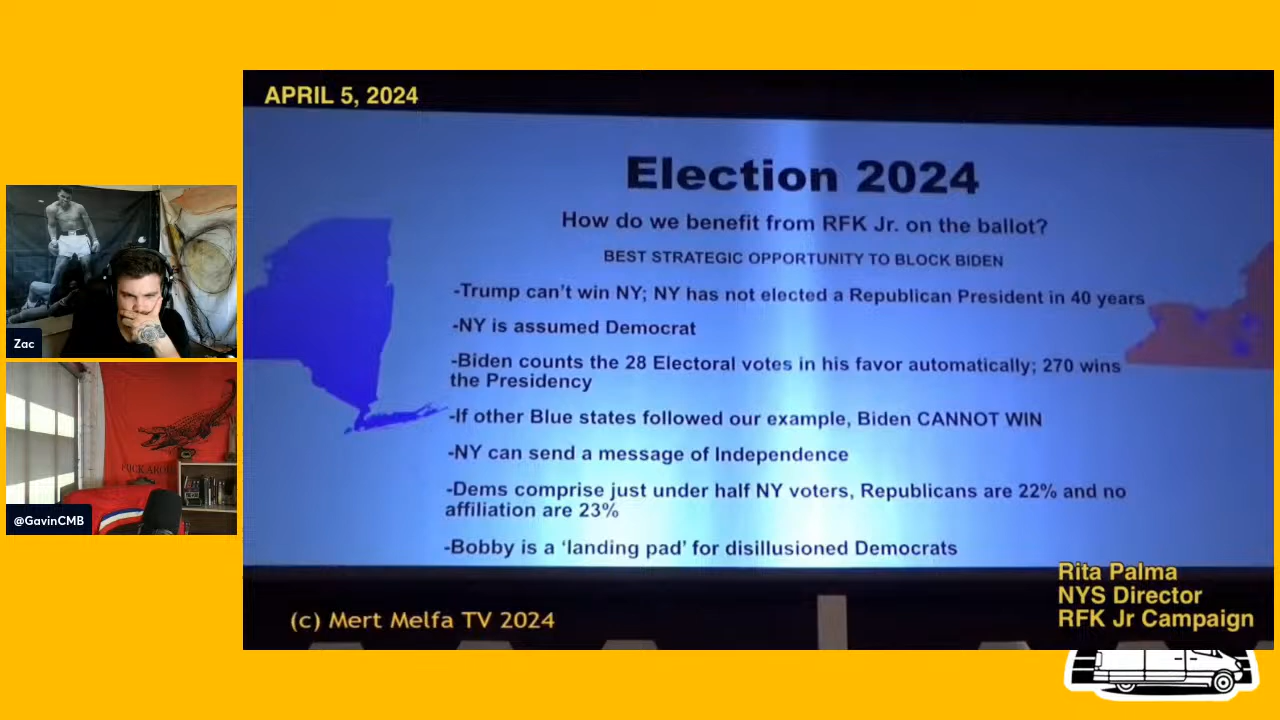 APRIL 5, 2024
Election 2024
How do we benefit from RFK Jr. on the ballot?
BEST STRATEGIC OPPORTUNITY TO BLOCK BIDEN
-Trump can't win NY; NY has not elected a Republican President in 40 years
-NY is assumed Democrat
-Biden counts the 28 Electoral votes in his favor automatically; 270 wins
the Presidency
-If other Blue states followed our example, Biden CANNOT WIN
-NY can send a message of Independence
-Dems comprise just under half NY voters, Republicans are 22% and no
affiliation are 23%
-Bobby is a 'landing pad' for disillusioned Democrats
Rita Palma
NYS Director
RFK Jr Campaign
(c) Mert Melfa TV 2024
Zac
FUCK AROU
@GavinCMB